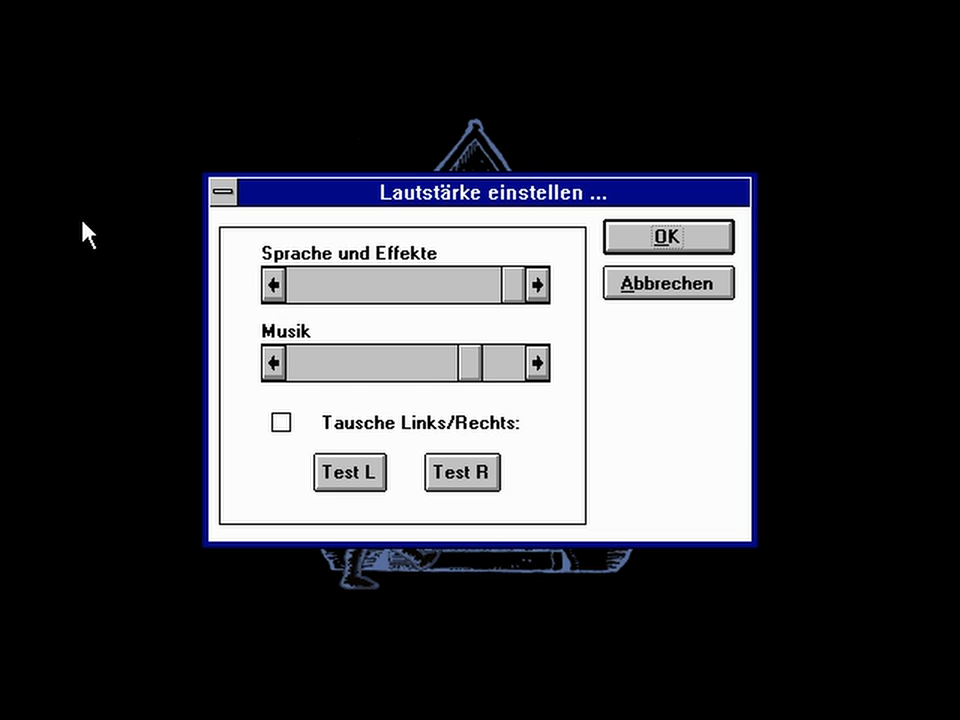 Lautstärke einstellen ...
Sprache und Effekte
OK
Abbrechen
Musik
Tausche Links/Rechts:
Test L
Test R